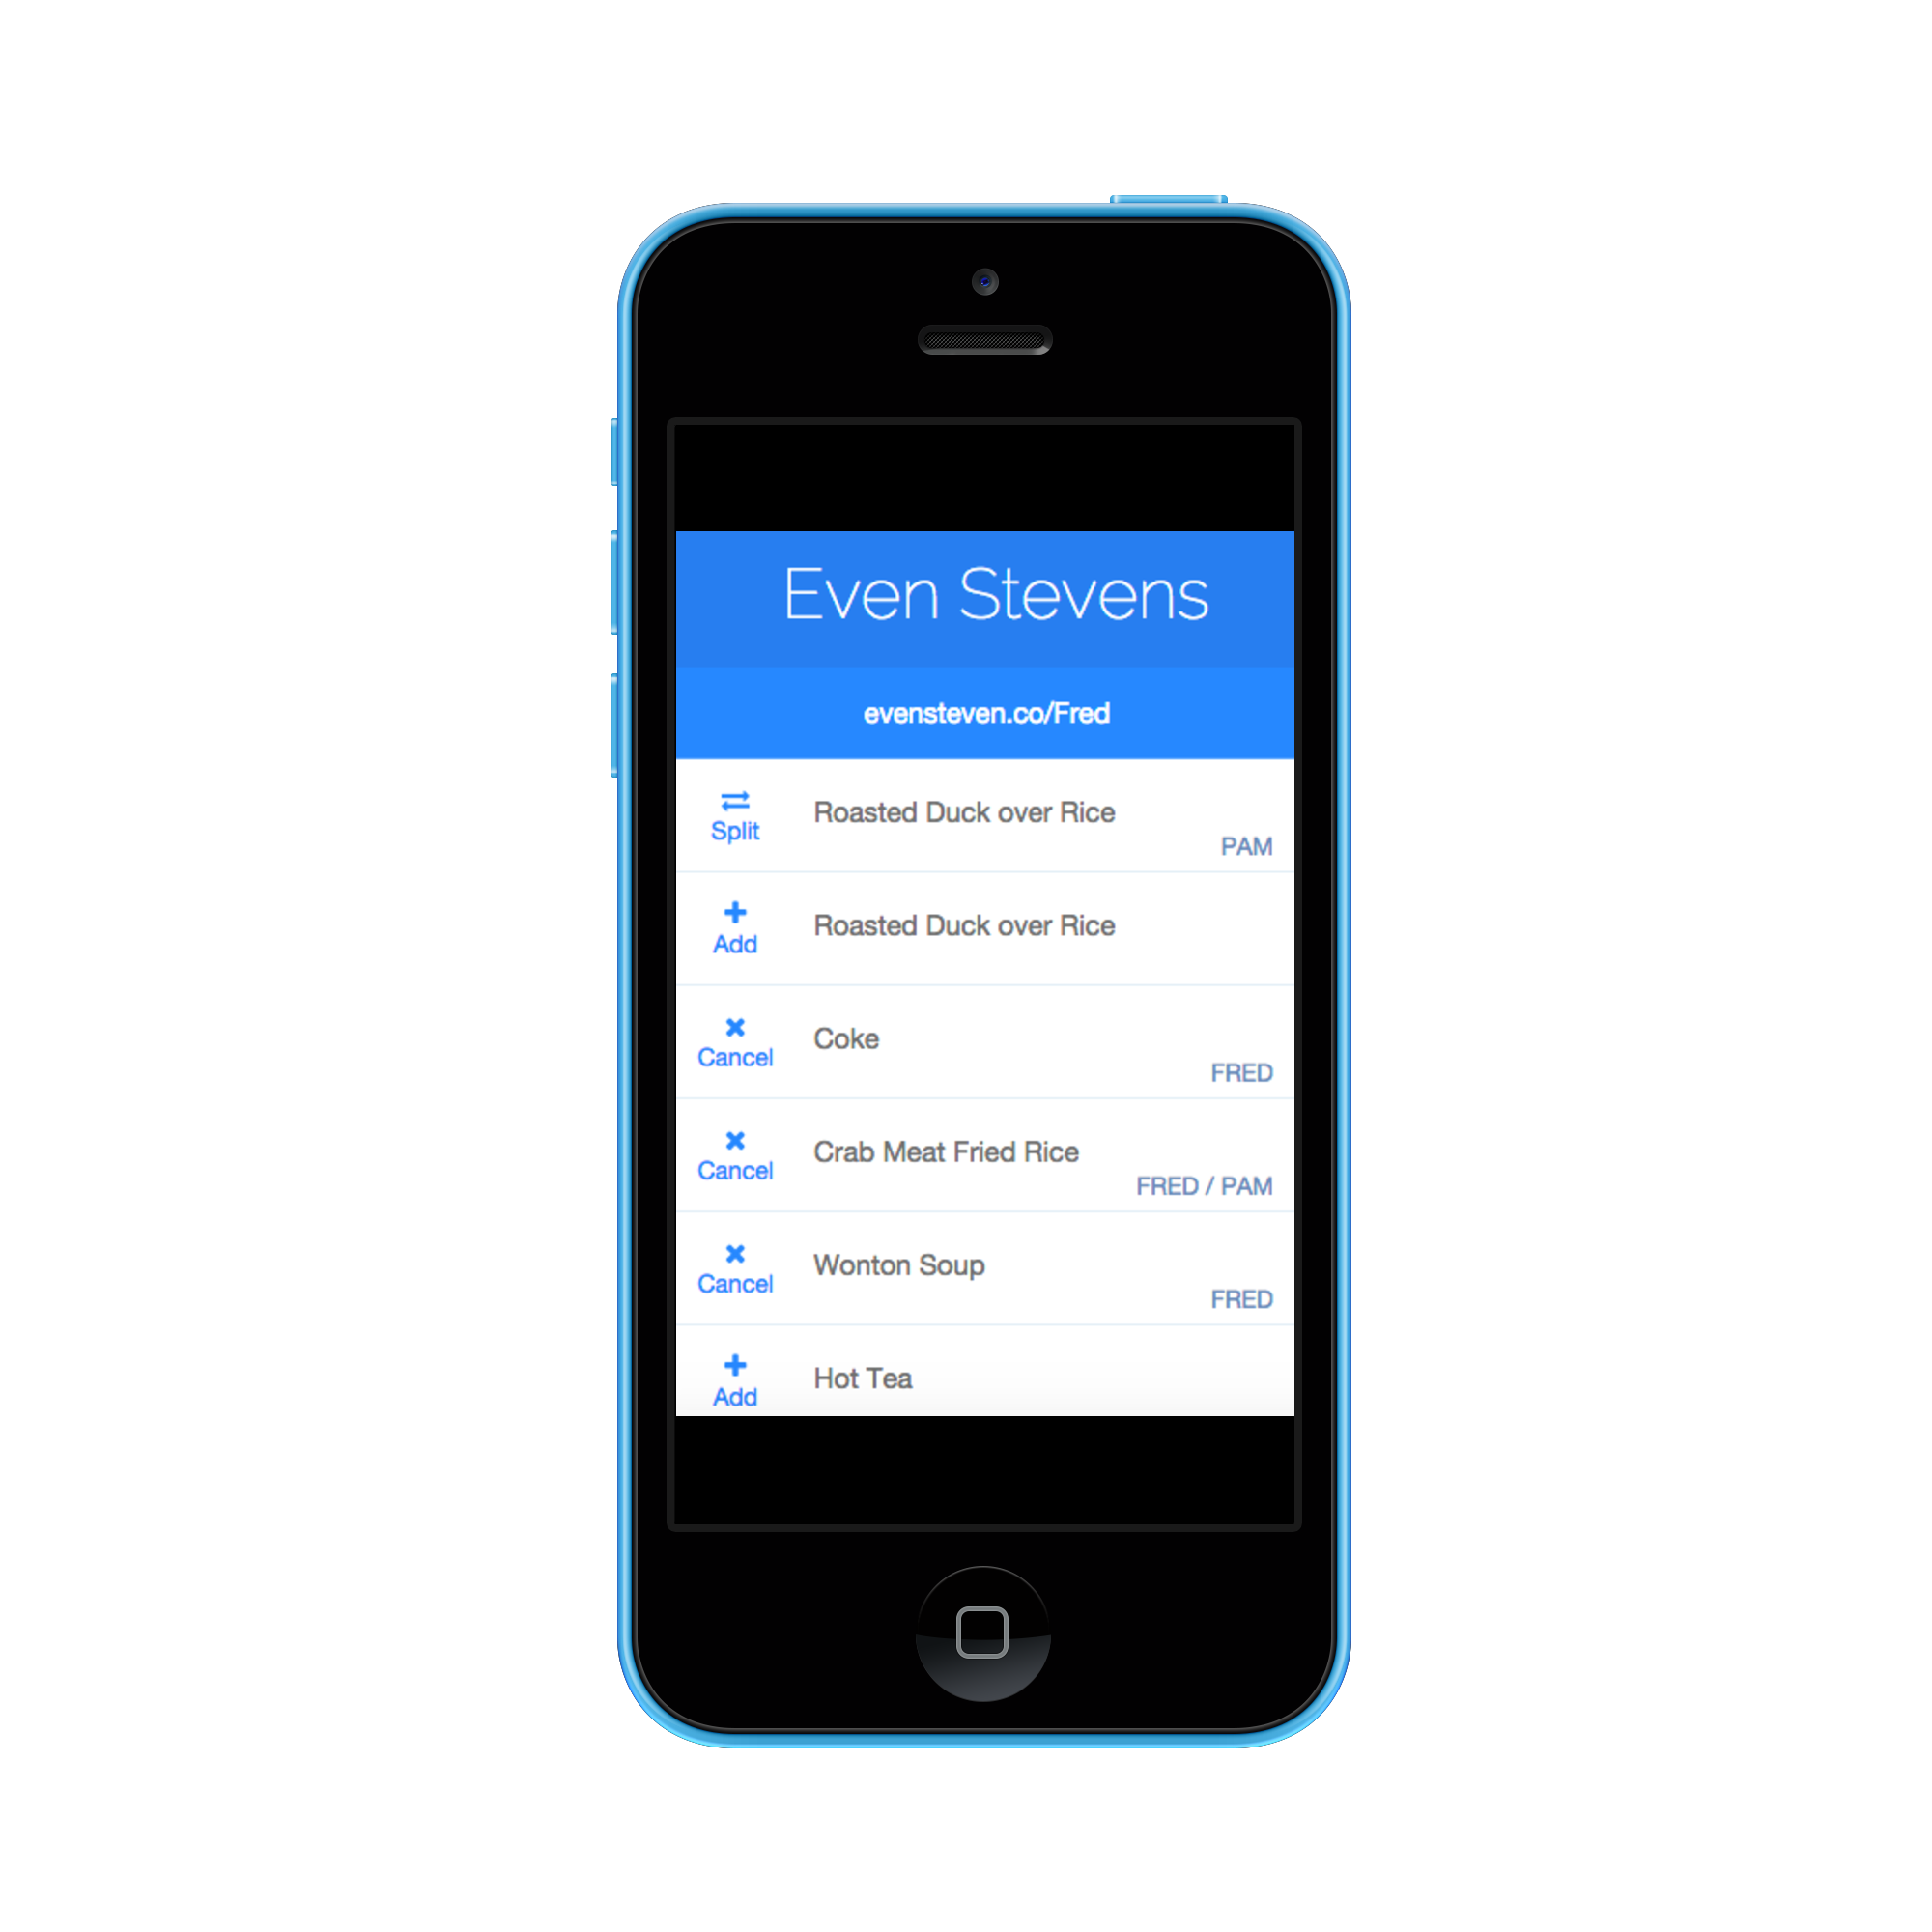 Even Stevens
evensteven.co/Fred
Split
Roasted Duck over Rice
PAM
Add
Roasted Duck over Rice
Cancel
Coke
FRED
Cancel
Crab Meat Fried Rice
FRED / PAM
Cancel
Wonton Soup
FRED
Add
Hot Tea